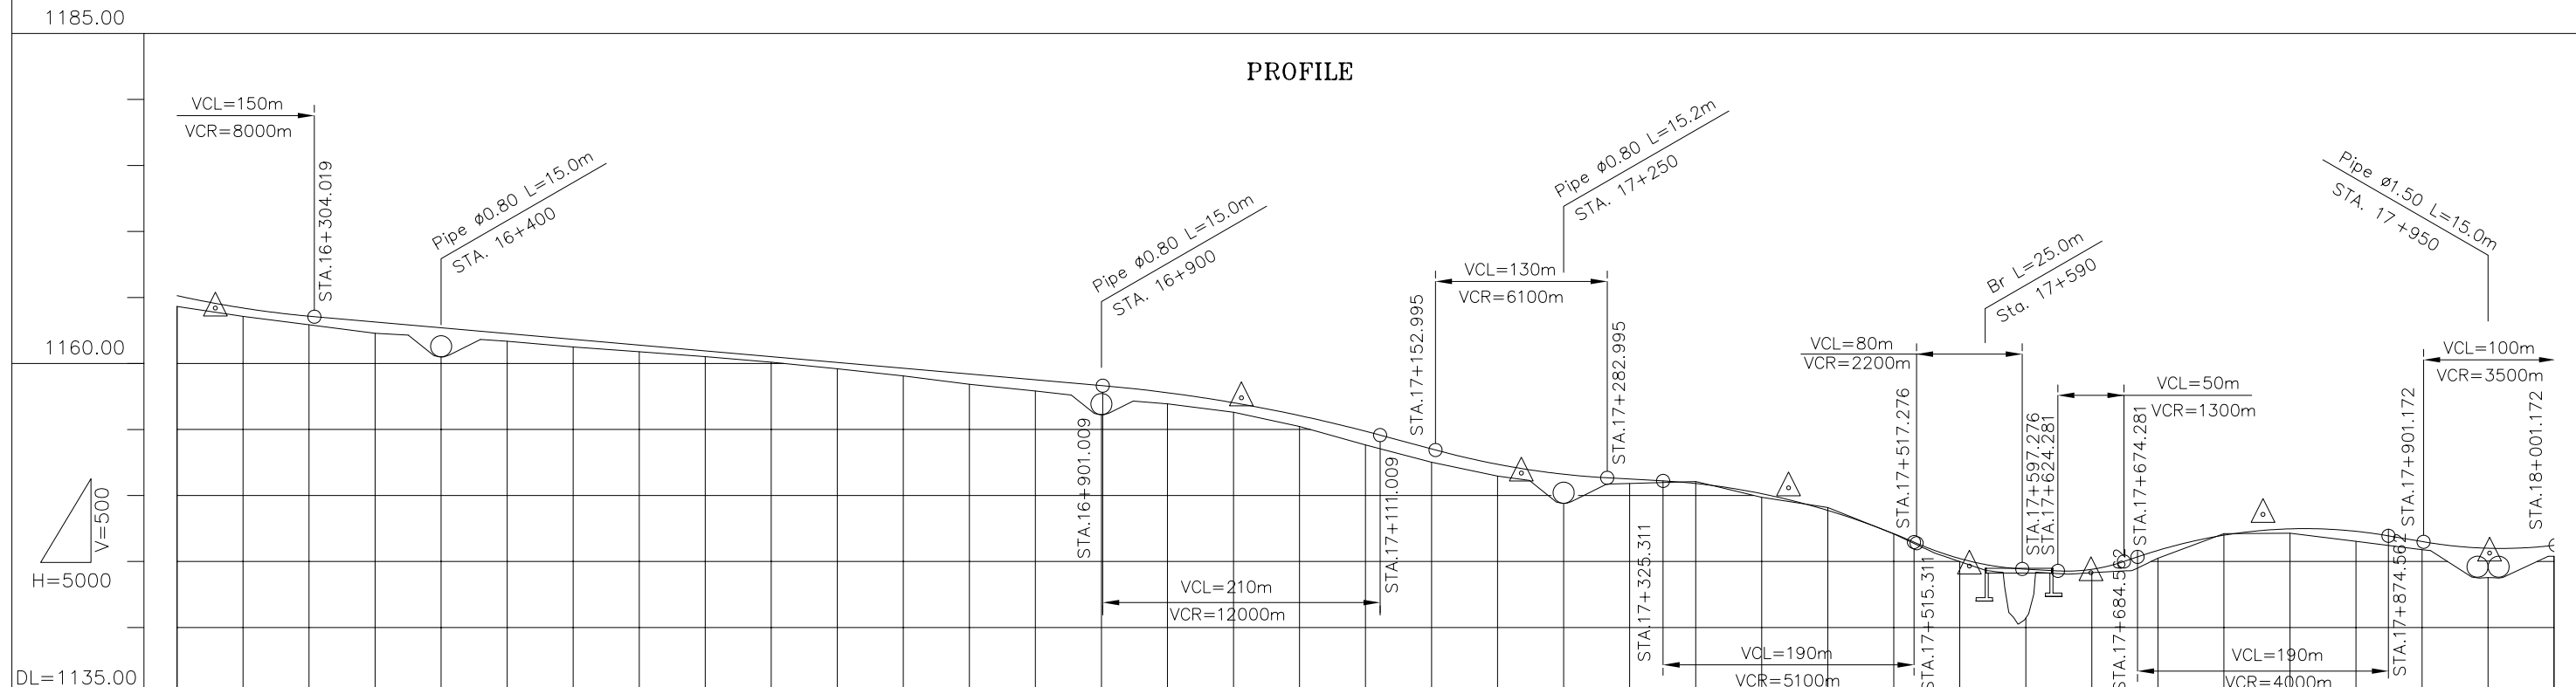 1185.00
PROFILE
VCL=150m
VCR=8000m
STA.16+304.019
Pipe ø0.80 L=15.0m
STA. 16+400
Pipe ø0.80 L=15.0m
STA. 16+900
Pipe ø0.80 L=15.2m
STA. 17+250
Pipe ø1.50 L=15.0m
STA. 17 +950
Br L=25.0m
Sta. 17+590
VCL=130m
VCR=6100m
STA.17+152.995
STA.17+282.995
1160.00
VCL=80m
VCR=2200m
VCL=50m
VCR=1300m
VCL=100m
VCR=3500m
STA.17+517.276
STA.17+597.276
STA.17+624.281
STA.17+674.281
STA.17+901.172
STA.18+001.172
STA.16+901.009
STA.17+111.009
V=500
H=5000
VCL=210m
VCR=12000m
STA.17+325.311
STA.17+515.311
STA.17+684.562
STA.17+874.562
VCL=190m
VCR=5100m
VCL=190m
VCR=4000m
DL=1135.00